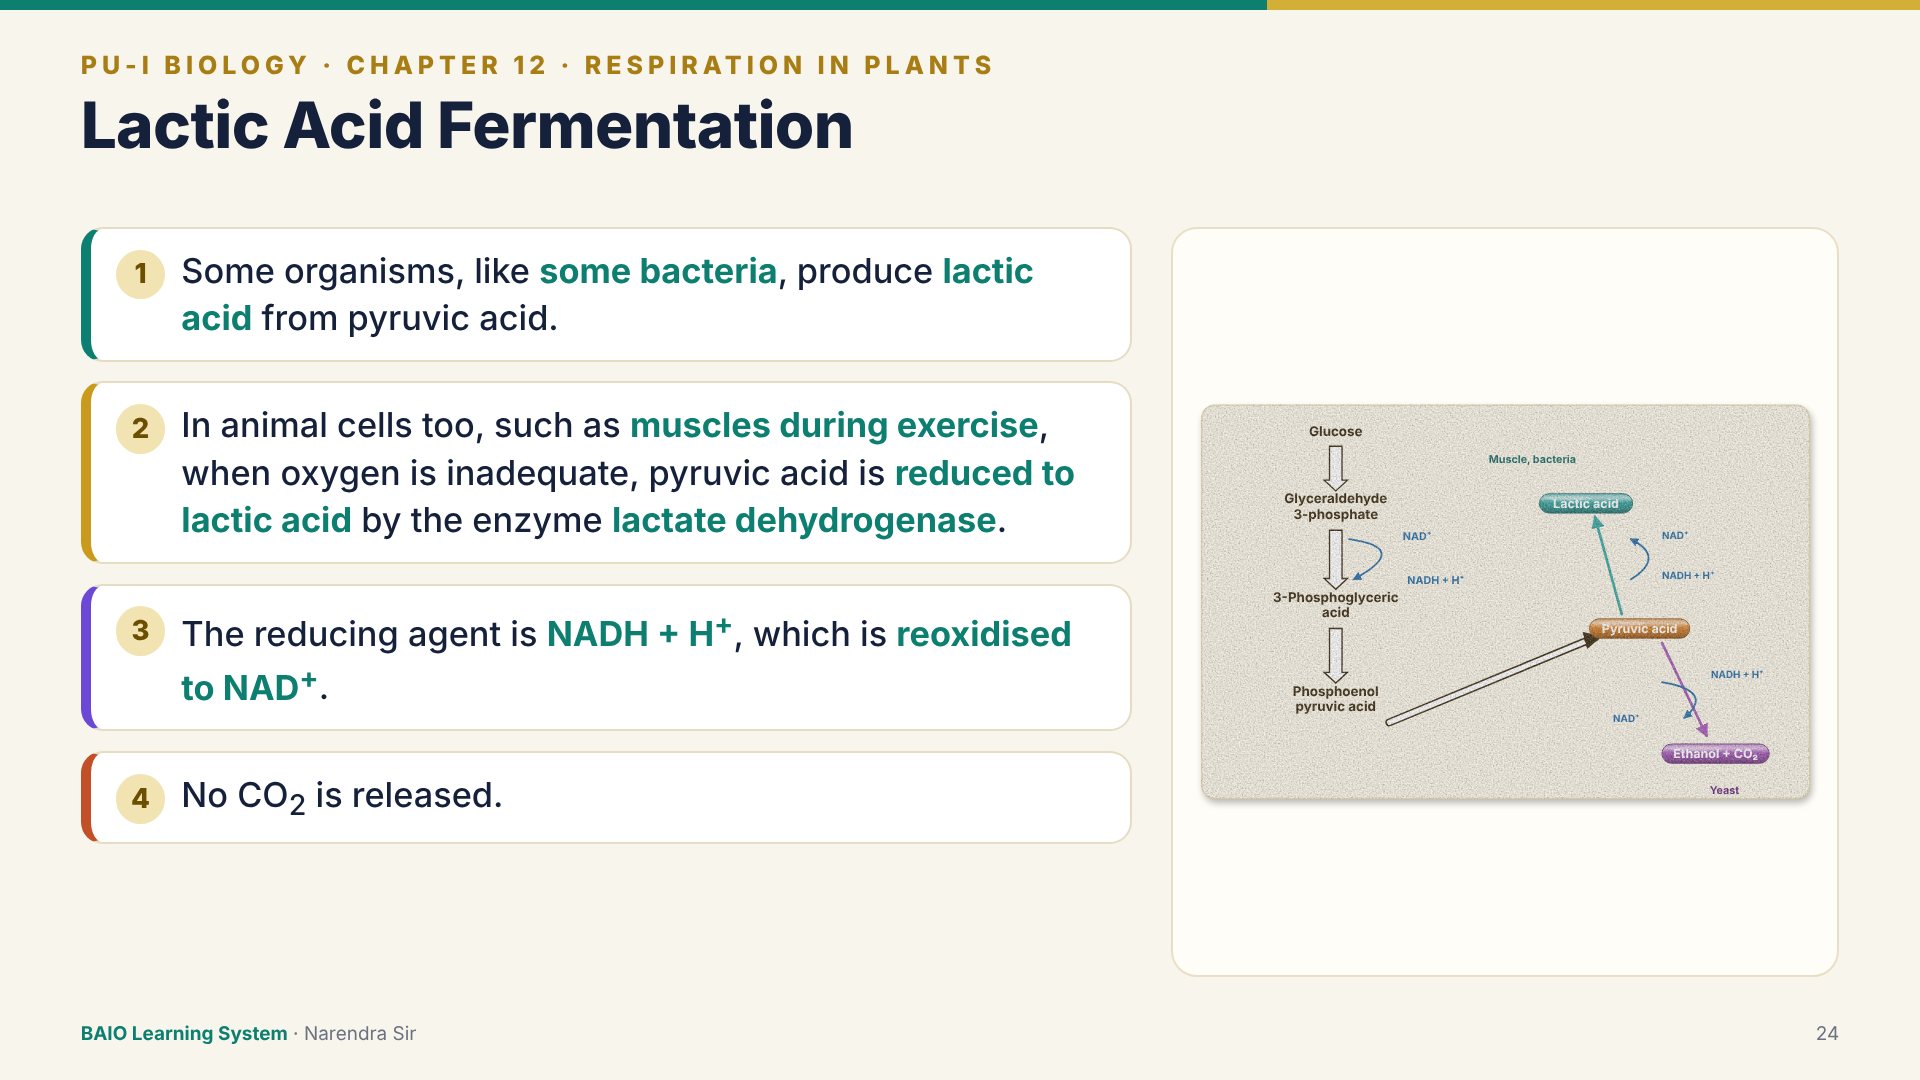 PU-I BIOLOGY · CHAPTER 12 · RESPIRATION IN PLANTS
Lactic Acid Fermentation
1
Some organisms, like some bacteria, produce lactic
acid from pyruvic acid.
2
In animal cells too, such as muscles during exercise,
when oxygen is inadequate, pyruvic acid is reduced to
lactic acid by the enzyme lactate dehydrogenase.
3
The reducing agent is NADH + H⁺, which is reoxidised
to NAD⁺.
4
No CO₂ is released.
Glucose
Glyceraldehyde
3-phosphate
NAD⁺
NADH + H⁺
3-Phosphoglyceric
acid
Phosphoenol
pyruvic acid
Muscle, bacteria
Lactic acid
NAD⁺
NADH + H⁺
Pyruvic acid
NADH + H⁺
NAD⁺
Ethanol + CO₂
Yeast
BAIO Learning System · Narendra Sir
24